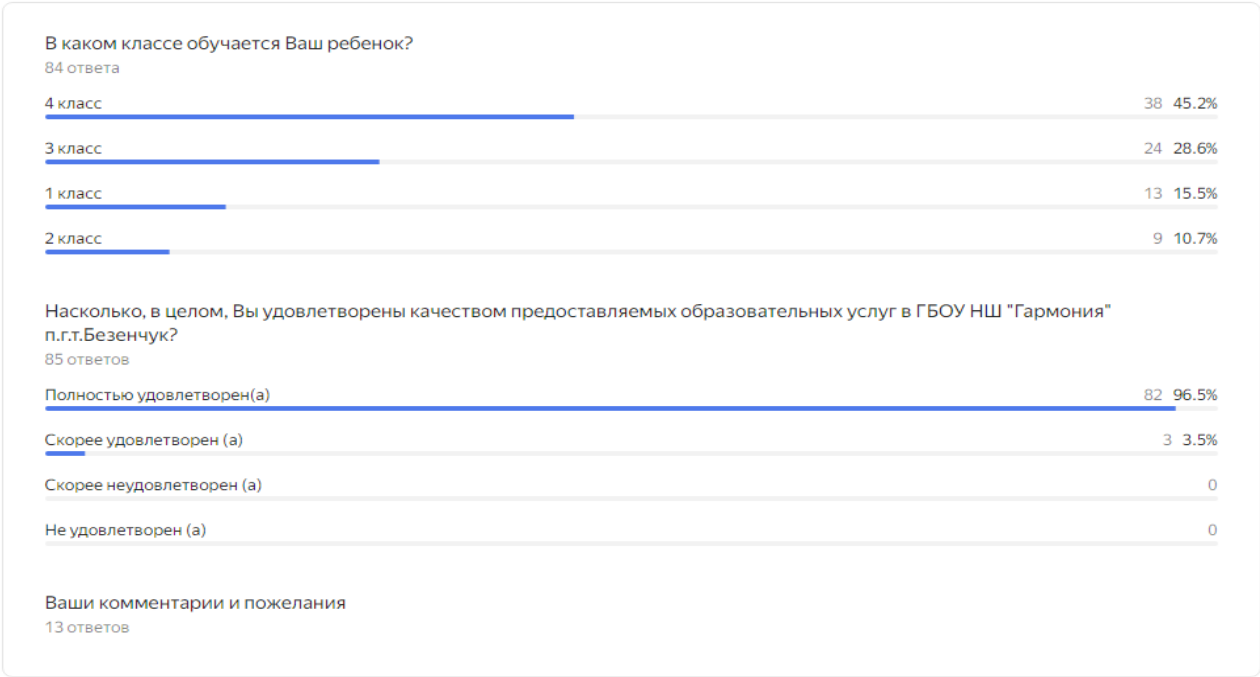 В каком классе обучается Ваш ребенок?
84 ответа
4 класс 38 45.2%
3 класс 24 28.6%
1 класс 13 15.5%
2 класс 9 10.7%
Насколько, в целом, Вы удовлетворены качеством предоставляемых образовательных услуг в ГБОУ НШ "Гармония"
п.г.т.Безенчук?
85 ответов
Полностью удовлетворен(а) 82 96.5%
Скорее удовлетворен (а) 3 3.5%
Скорее неудовлетворен (а) 0
Не удовлетворен (а) 0
Ваши комментарии и пожелания
13 ответов